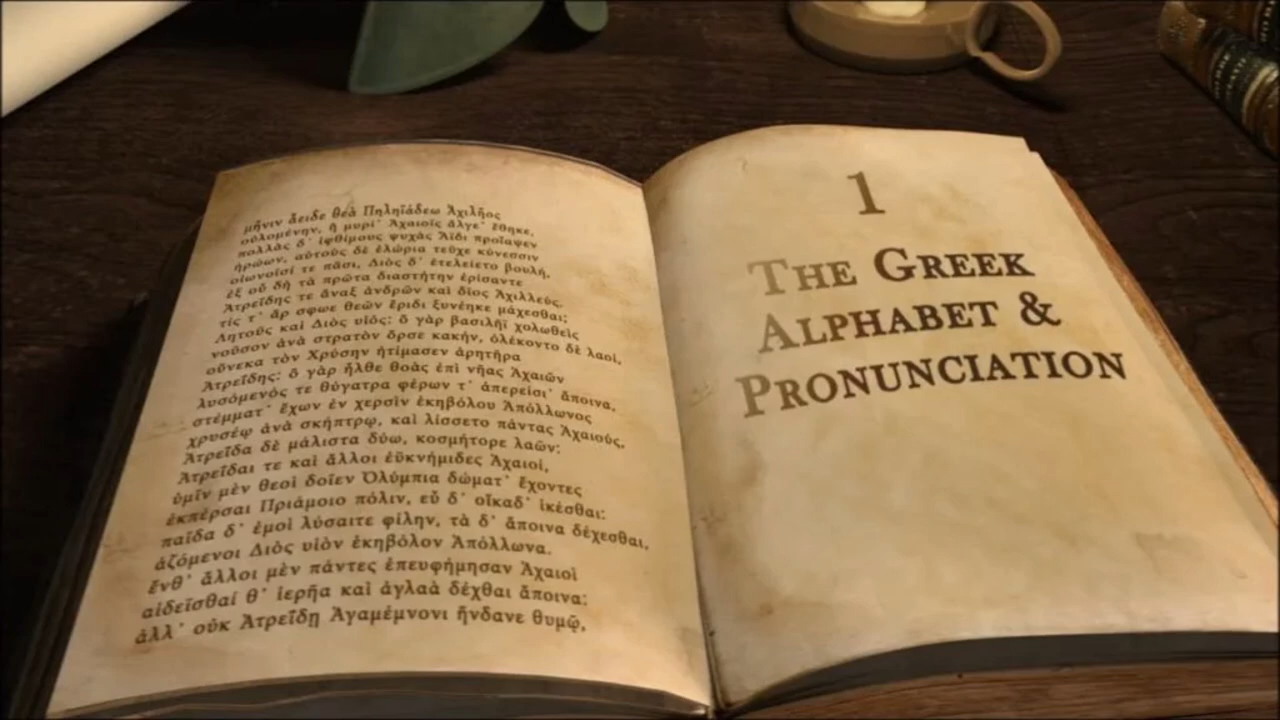 μῆνιν ἄειδε θεὰ Πηληϊάδεω Ἀχιλῆος
οὐλομένην, ἣ μυρί' Ἀχαιοῖς ἄλγε' ἔθηκε,
πολλὰς δ' ἰφθίμους ψυχὰς Ἄϊδι προΐαψεν
ἡρώων, αὐτοὺς δὲ ἑλώρια τεῦχε κύνεσσιν
οἰωνοῖσί τε πᾶσι, Διὸς δ' ἐτελείετο βουλή,
ἐξ οὗ δὴ τὰ πρῶτα διαστήτην ἐρίσαντε
Ἀτρεΐδης τε ἄναξ ἀνδρῶν καὶ δῖος Ἀχιλλεύς.
τίς τ' ἄρ σφωε θεῶν ἔριδι ξυνέηκε μάχεσθαι;
Λητοῦς καὶ Διὸς υἱός: ὃ γὰρ βασιλῆϊ χολωθεὶς
νοῦσον ἀνὰ στρατὸν ὄρσε κακήν, ὀλέκοντο δὲ λαοί,
οὕνεκα τὸν Χρύσην ἠτίμασεν ἀρητῆρα
Ἀτρεΐδης: ὃ γὰρ ἦλθε θοὰς ἐπὶ νῆας Ἀχαιῶν
λυσόμενός τε θύγατρα φέρων τ' ἀπερείσι' ἄποινα,
στέμματ' ἔχων ἐν χερσὶν ἑκηβόλου Ἀπόλλωνος
χρυσέῳ ἀνὰ σκήπτρῳ, καὶ λίσσετο πάντας Ἀχαιούς,
Ἀτρεΐδα δὲ μάλιστα δύω, κοσμήτορε λαῶν:
Ἀτρεΐδαι τε καὶ ἄλλοι ἐϋκνήμιδες Ἀχαιοί,
ὑμῖν μὲν θεοὶ δοῖεν Ὀλύμπια δώματ' ἔχοντες
ἐκπέρσαι Πριάμοιο πόλιν, εὖ δ' οἴκαδ' ἱκέσθαι:
παῖδα δ' ἐμοὶ λύσαιτε φίλην, τὰ δ' ἄποινα δέχεσθαι,
ἁζόμενοι Διὸς υἱὸν ἑκηβόλον Ἀπόλλωνα.
ἔνθ' ἄλλοι μὲν πάντες ἐπευφήμησαν Ἀχαιοὶ
αἰδεῖσθαί θ' ἱερῆα καὶ ἀγλαὰ δέχθαι ἄποινα:
ἀλλ' οὐκ Ἀτρεΐδῃ Ἀγαμέμνονι ἥνδανε θυμῷ,
1
The Greek
Alphabet &
Pronunciation